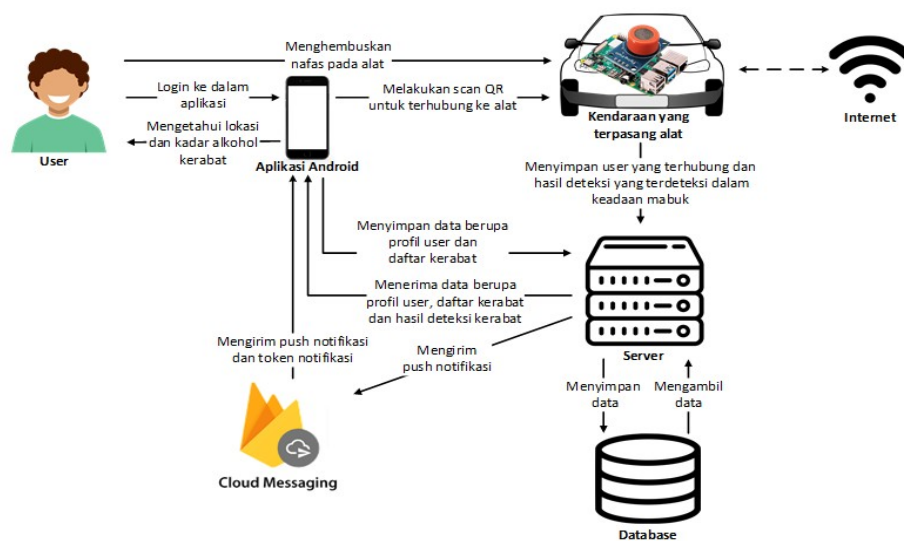 Menghembuskan
nafas pada alat
Login ke dalam
aplikasi
Melakukan scan QR
untuk terhubung ke alat
Mengetahui lokasi
dan kadar alkohol
kerabat
User
Aplikasi Android
Kendaraan yang
terpasang alat
Internet
Menyimpan user yang terhubung dan
hasil deteksi yang terdeteksi dalam
keadaan mabuk
Menyimpan data berupa
profil user dan
daftar kerabat
Menerima data berupa
profil user, daftar kerabat
dan hasil deteksi kerabat
Mengirim push notifikasi
dan token notifikasi
Mengirim
push notifikasi
Server
Menyimpan
data
Mengambil
data
Cloud Messaging
Database